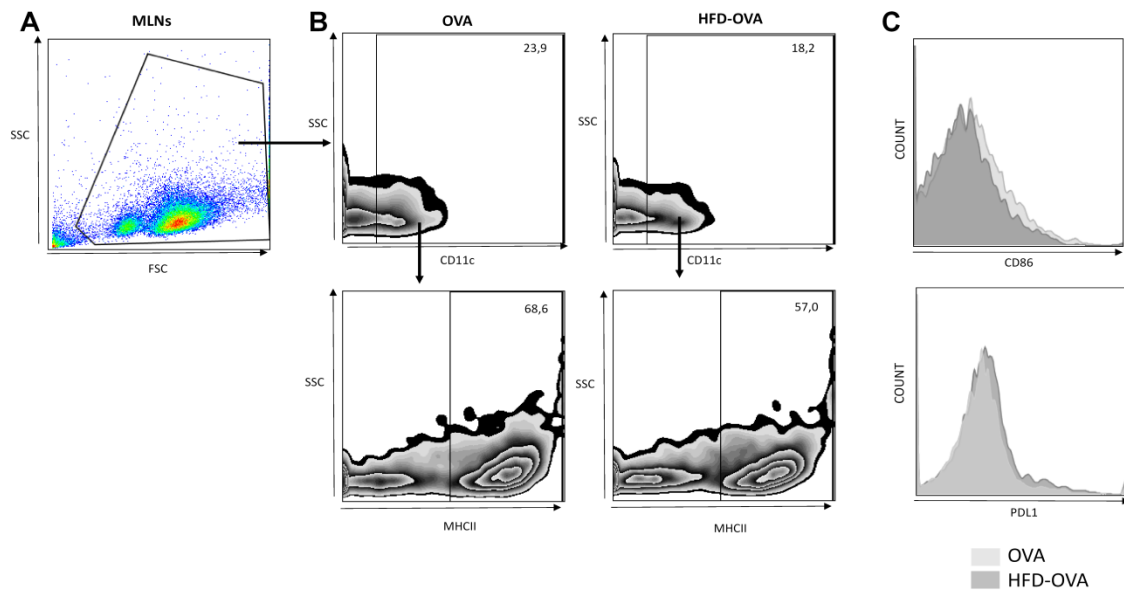 A
MLNs
SSC
FSC
B
OVA
23,9
SSC
CD11c
HFD-OVA
18,2
SSC
CD11c
68,6
SSC
MHCII
57,0
SSC
MHCII
C
COUNT
CD86
COUNT
PDL1
OVA
HFD-OVA